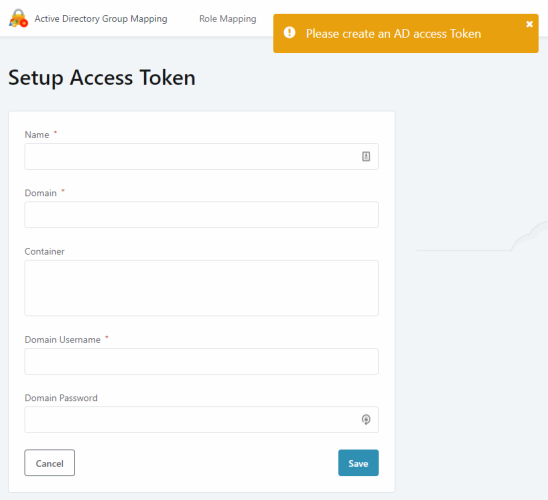 Active Directory Group Mapping
Role Mapping
Please create an AD access Token
Setup Access Token
Name *
Domain *
Container
Domain Username *
Domain Password
Cancel
Save